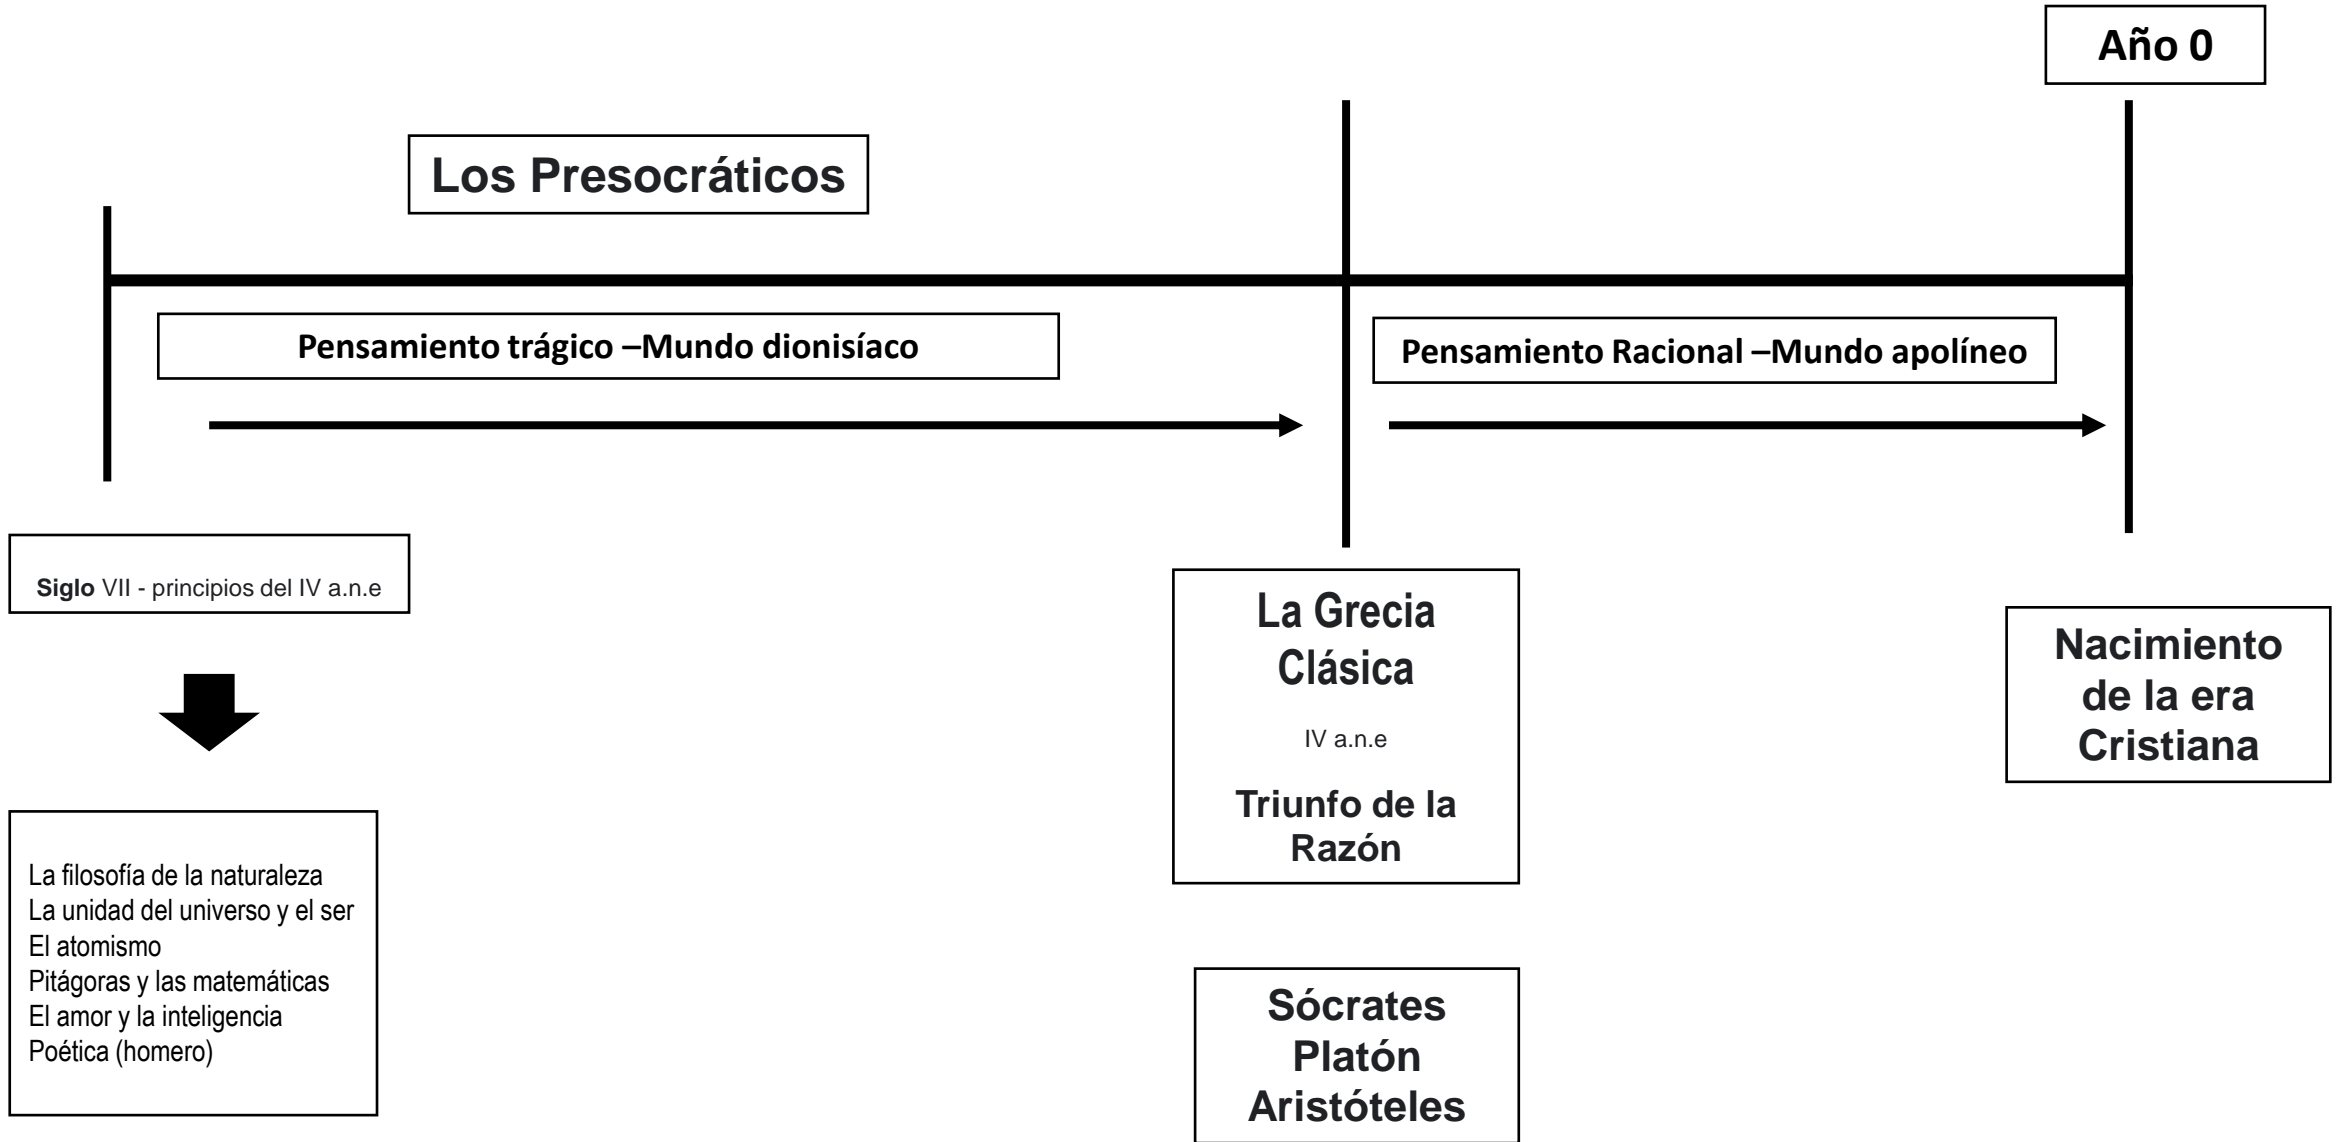 Año 0
Los Presocráticos
Pensamiento trágico –Mundo dionisíaco
Pensamiento Racional –Mundo apolíneo
Siglo VII - principios del IV a.n.e
La filosofía de la naturaleza
La unidad del universo y el ser
El atomismo
Pitágoras y las matemáticas
El amor y la inteligencia
Poética (homero)
La Grecia
Clásica
IV a.n.e
Triunfo de la
Razón
Sócrates
Platón
Aristóteles
Nacimiento
de la era
Cristiana